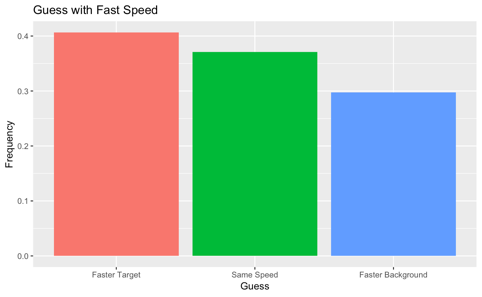 Guess with Fast Speed
Frequency
0.4
0.3
0.2
0.1
0.0
Faster Target Same Speed Faster Background
Guess